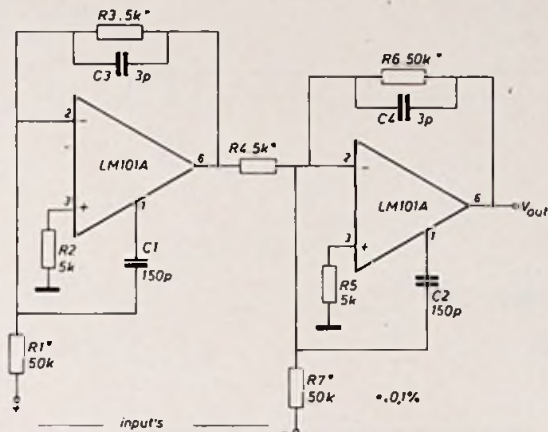 R3.5k*
C3 3p
R6 50k*
C4 3p
2
-
LM101A
6
R4.5k*
2
-
LM101A
6
Vout
3
+
1
R2
5k
C1
150p
3
+
1
R5
5k
C2
150p
R1*
50k
R7*
50k
*.0,1%
+
input's